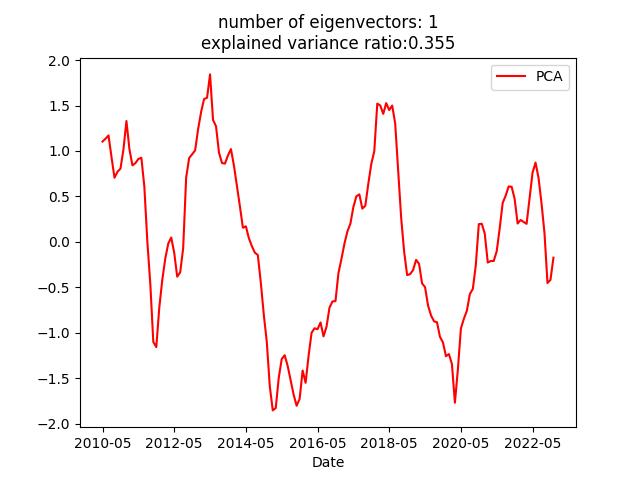 number of eigenvectors: 1
explained variance ratio:0.355
PCA
2.0
1.5
1.0
0.5
0.0
−0.5
−1.0
−1.5
−2.0
2010-05 2012-05 2014-05 2016-05 2018-05 2020-05 2022-05
Date